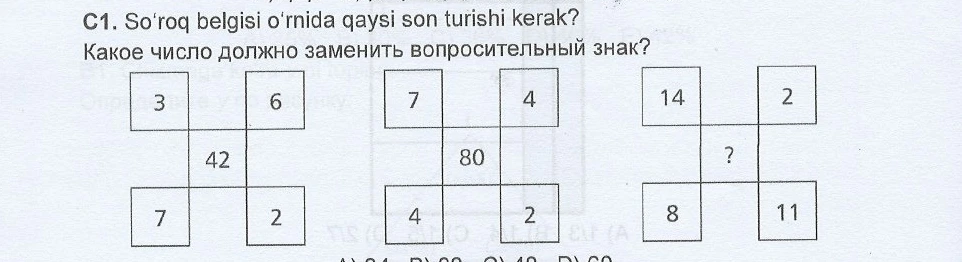 C1. So'roq belgisi o'rnida qaysi son turishi kerak?
Какое число должно заменить вопросительный знак?
3 6 7 4 14 2
42 80 ?
7 2 4 2 8 11